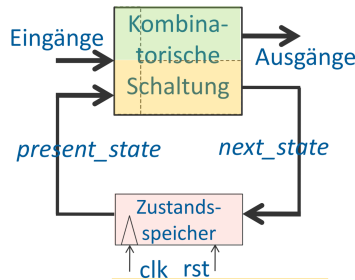 Kombina-
torische
Schaltung
Eingänge
Ausgänge
present_state
next_state
Zustands-
speicher
clk rst